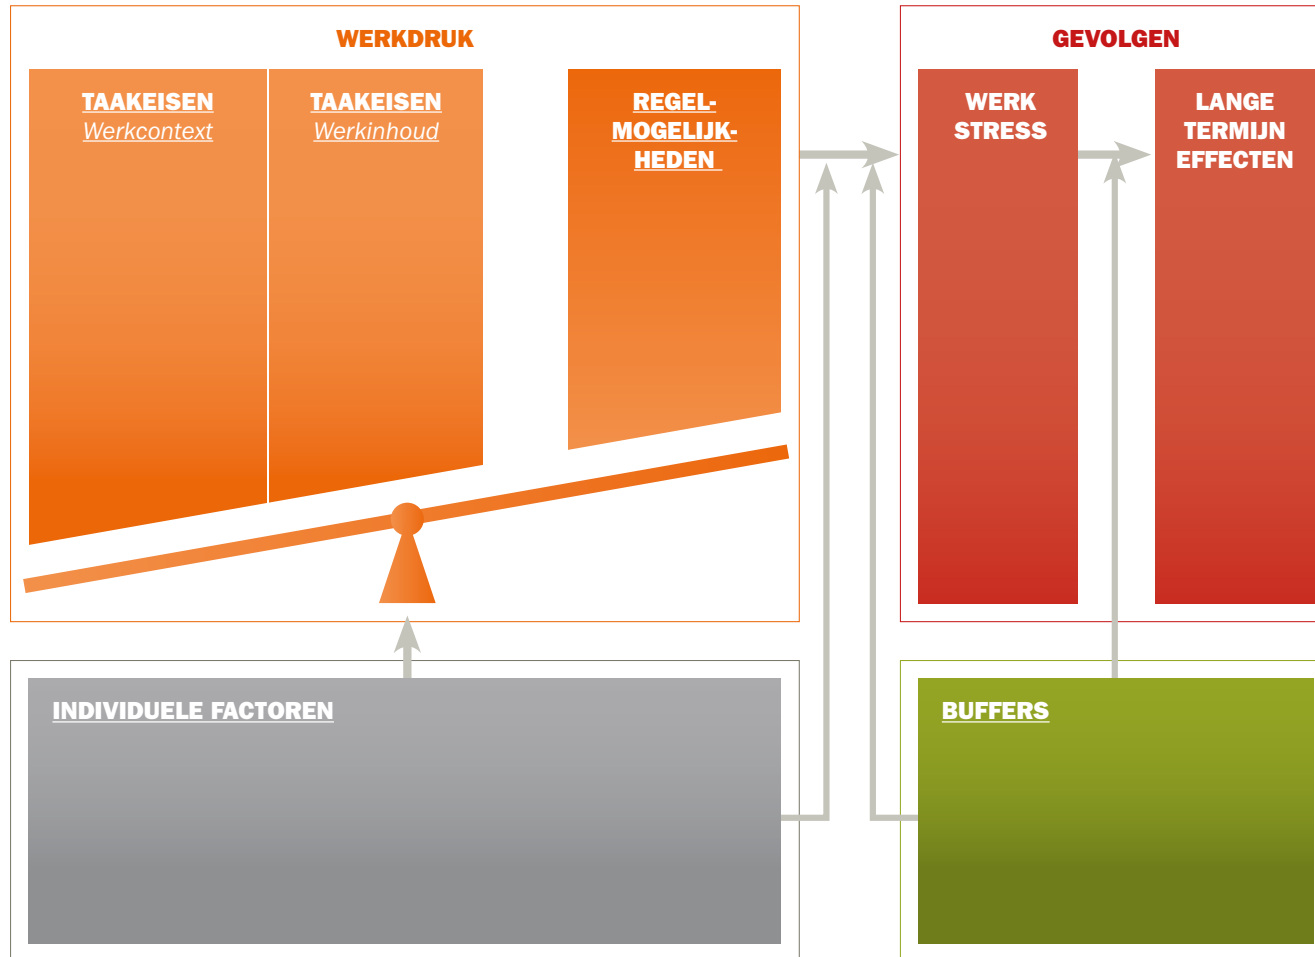 WERKDRUK
TAAKEISEN
Werkcontext
TAAKEISEN
Werkinhoud
REGEL-
MOGELIJK-
HEDEN
GEVOLGEN
WERK
STRESS
LANGE
TERMIJN
EFFECTEN
INDIVIDUELE FACTOREN
BUFFERS